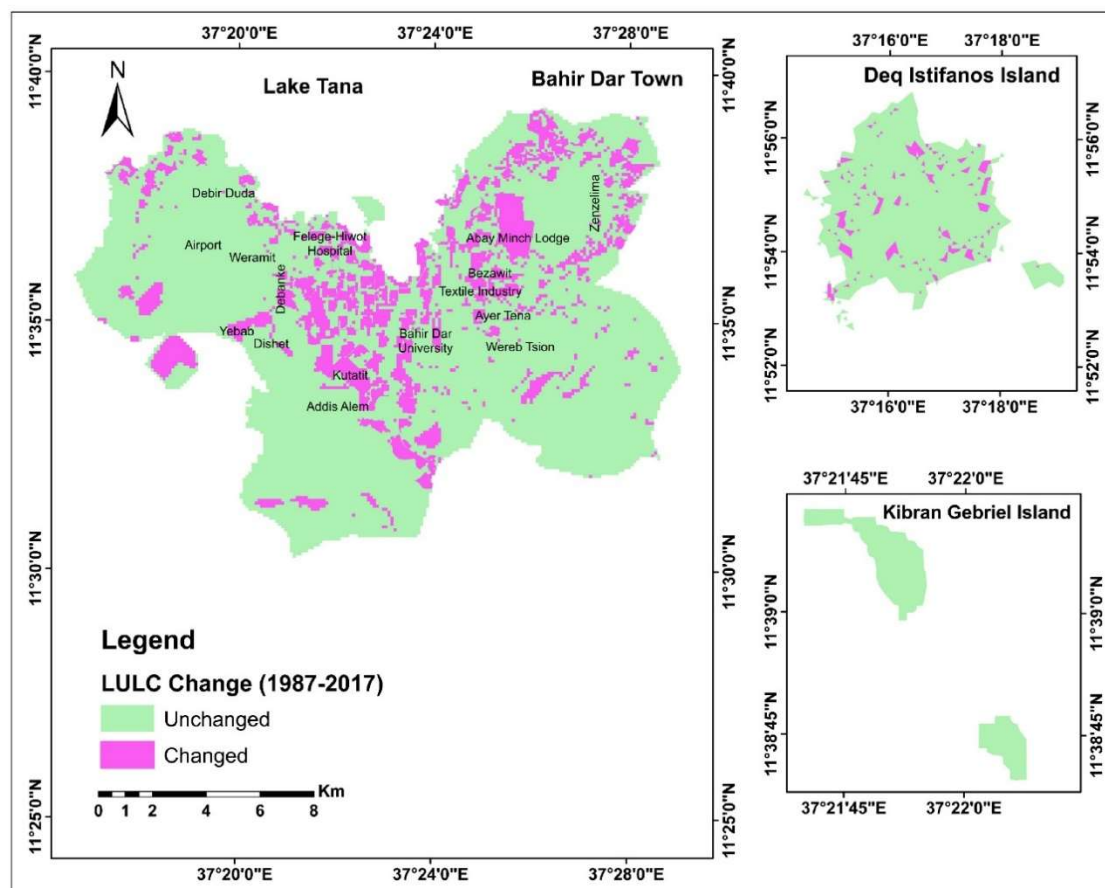 37°20'0"E 37°24'0"E 37°28'0"E
11°40'0"N
11°40'0"N
N
Lake Tana
Bahir Dar Town
Debir Duda
Zenzelima
Felege-Hiwot
Hospital
Abay Minch Lodge
Airport
Weramit
Bezawit
Debanke
Textile Industry
11°35'0"N
11°35'0"N
Ayer Tena
Yebab
Bahir Dar
University
Dishet
Wereb Tsion
Kutatit
Addis Alem
11°30'0"N
11°30'0"N
Legend
LULC Change (1987-2017)
Unchanged
Changed
Km
0 1 2 4 6 8
11°25'0"N
11°25'0"N
37°20'0"E 37°24'0"E 37°28'0"E
37°16'0"E 37°18'0"E
Deq Istifanos Island
11°56'0"N
11°56'0"N
11°54'0"N
11°54'0"N
11°52'0"N
11°52'0"N
37°16'0"E 37°18'0"E
37°21'45"E 37°22'0"E
Kibran Gebriel Island
11°39'0"N
11°39'0"N
11°38'45"N
11°38'45"N
37°21'45"E 37°22'0"E